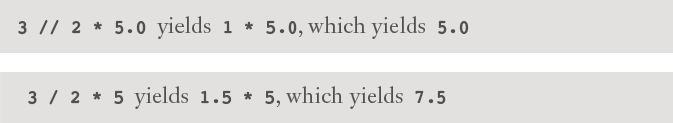 3 // 2 * 5.0 yields 1 * 5.0, which yields 5.0
3 / 2 * 5 yields 1.5 * 5, which yields 7.5